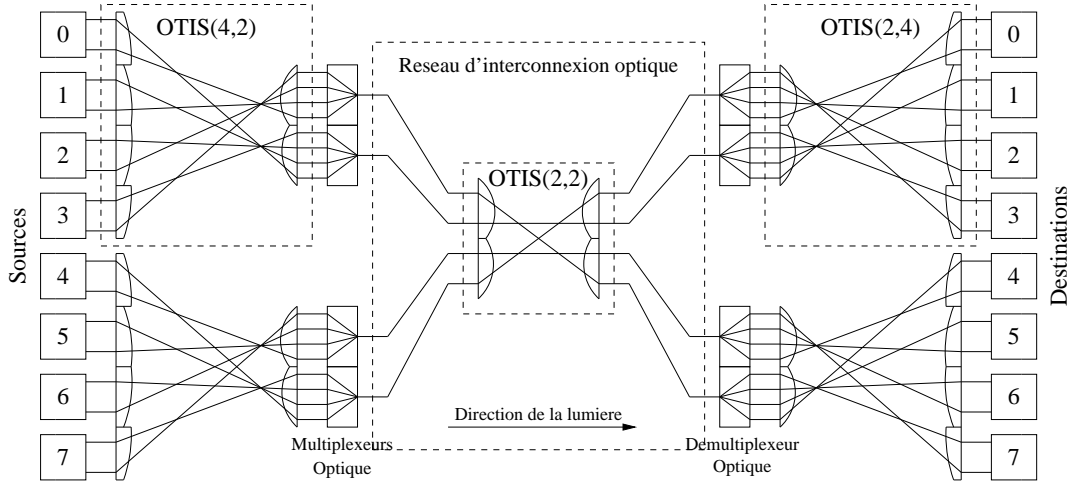 OTIS(4,2)
OTIS(2,4)
Reseau d'interconnexion optique
OTIS(2,2)
Sources
0
1
2
3
4
5
6
7
Destinations
0
1
2
3
4
5
6
7
Direction de la lumiere
Multiplexeurs
Optique
Demultiplexeur
Optique